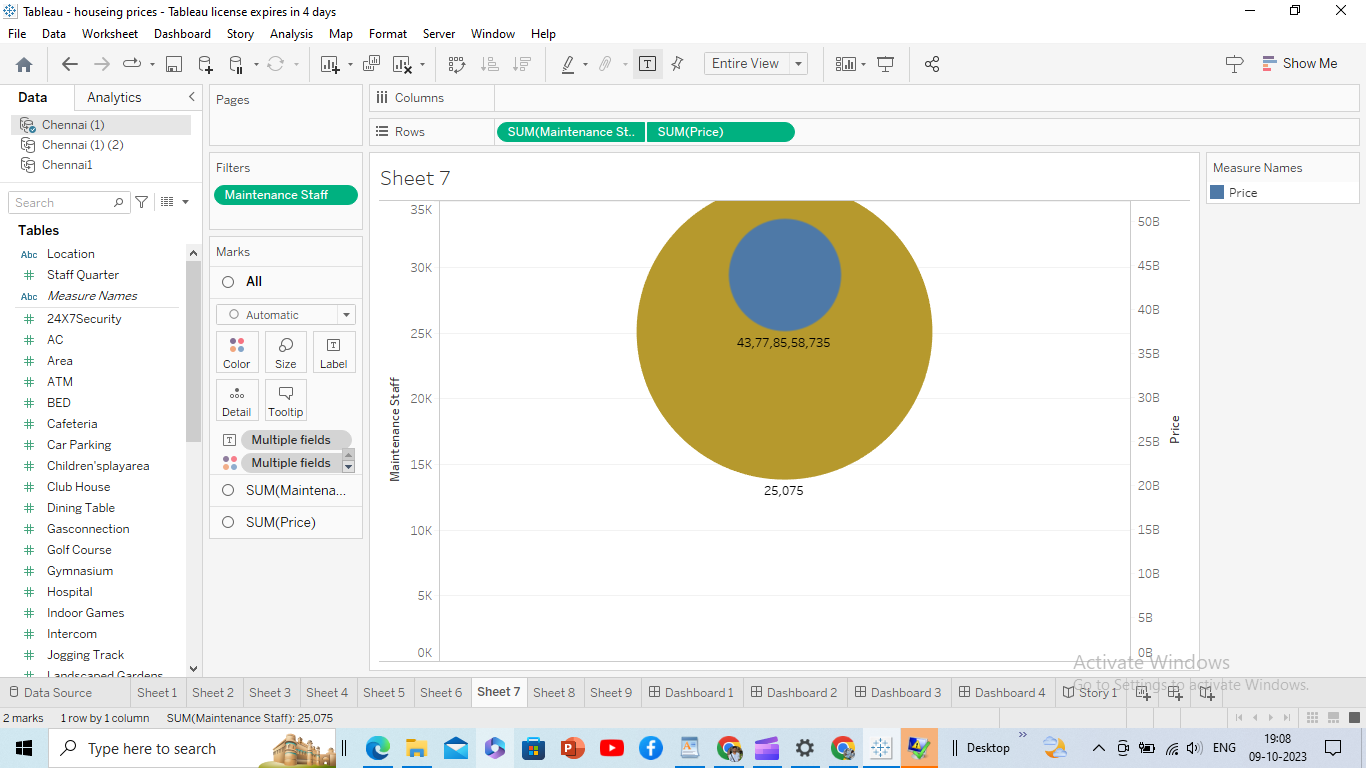 Tableau - houseing prices - Tableau license expires in 4 days
File Data Worksheet Dashboard Story Analysis Map Format Server Window Help
Entire View
Show Me
Data Analytics
Pages
Columns
Rows
SUM(Maintenance St.. SUM(Price)
Chennai (1)
Chennai (1) (2)
Chennai1
Search
Tables
Abc Location
# Staff Quarter
Abc Measure Names
# 24X7Security
# AC
# Area
# ATM
# BED
# Cafeteria
# Car Parking
# Children'splayarea
# Club House
# Dining Table
# Gasconnection
# Golf Course
# Gymnasium
# Hospital
# Indoor Games
# Intercom
# Jogging Track
# Landscaped Gardens
Filters
Maintenance Staff
Marks
All
Automatic
Color Size Label
Detail Tooltip
Multiple fields
Multiple fields
SUM(Maintena...
SUM(Price)
Sheet 7
35K
30K
25K
20K
15K
10K
5K
0K
Maintenance Staff
43,77,85,58,735
25,075
50B
45B
40B
35B
30B
25B
20B
15B
10B
5B
0B
Price
Measure Names
Price
Activate Windows
Go to Settings to activate Windows.
Data Source Sheet 1 Sheet 2 Sheet 3 Sheet 4 Sheet 5 Sheet 6 Sheet 7 Sheet 8 Sheet 9 Dashboard 1 Dashboard 2 Dashboard 3 Dashboard 4 Story 1
2 marks 1 row by 1 column SUM(Maintenance Staff): 25,075
Type here to search
Desktop
ENG
19:08
09-10-2023